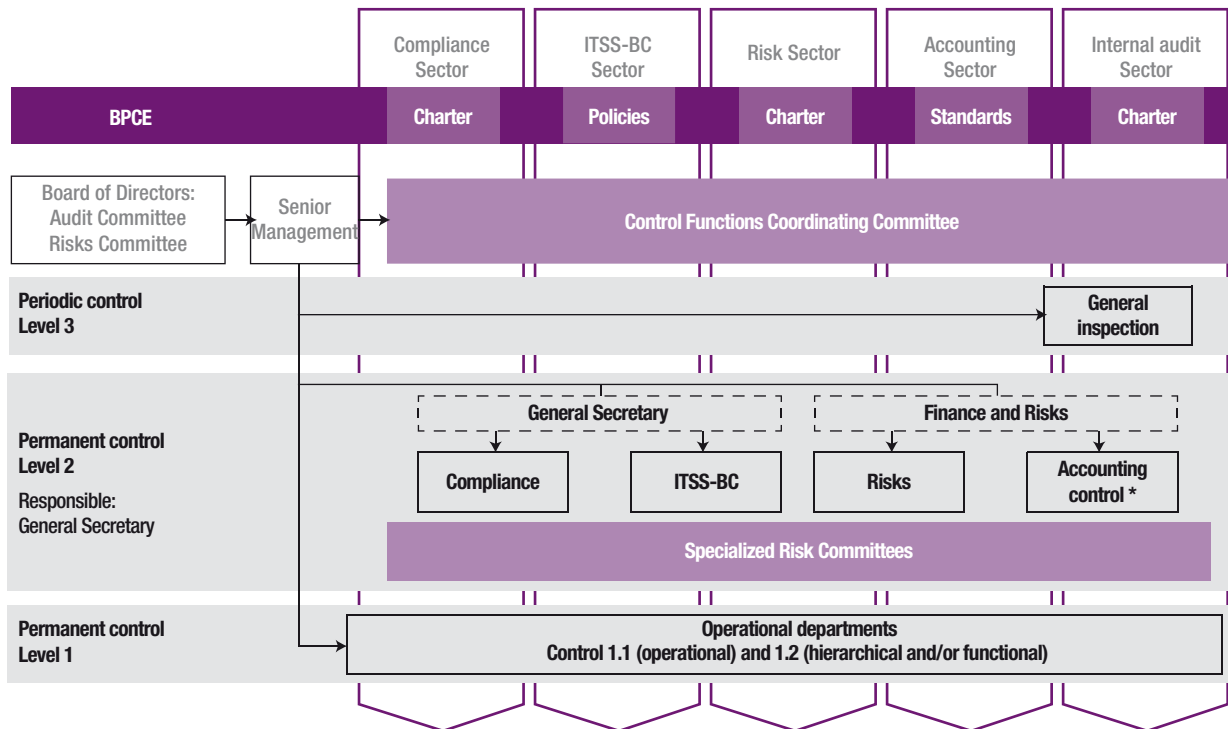 Compliance
Sector
ITSS-BC
Sector
Risk Sector
Accounting
Sector
Internal audit
Sector
BPCE
Charter
Policies
Charter
Standards
Charter
Board of Directors:
Audit Committee
Risks Committee
Senior
Management
Control Functions Coordinating Committee
Periodic control
Level 3
General
inspection
General Secretary
Finance and Risks
Permanent control
Level 2
Responsible:
General Secretary
Compliance
ITSS-BC
Risks
Accounting
control *
Specialized Risk Committees
Permanent control
Level 1
Operational departments
Control 1.1 (operational) and 1.2 (hierarchical and/or functional)